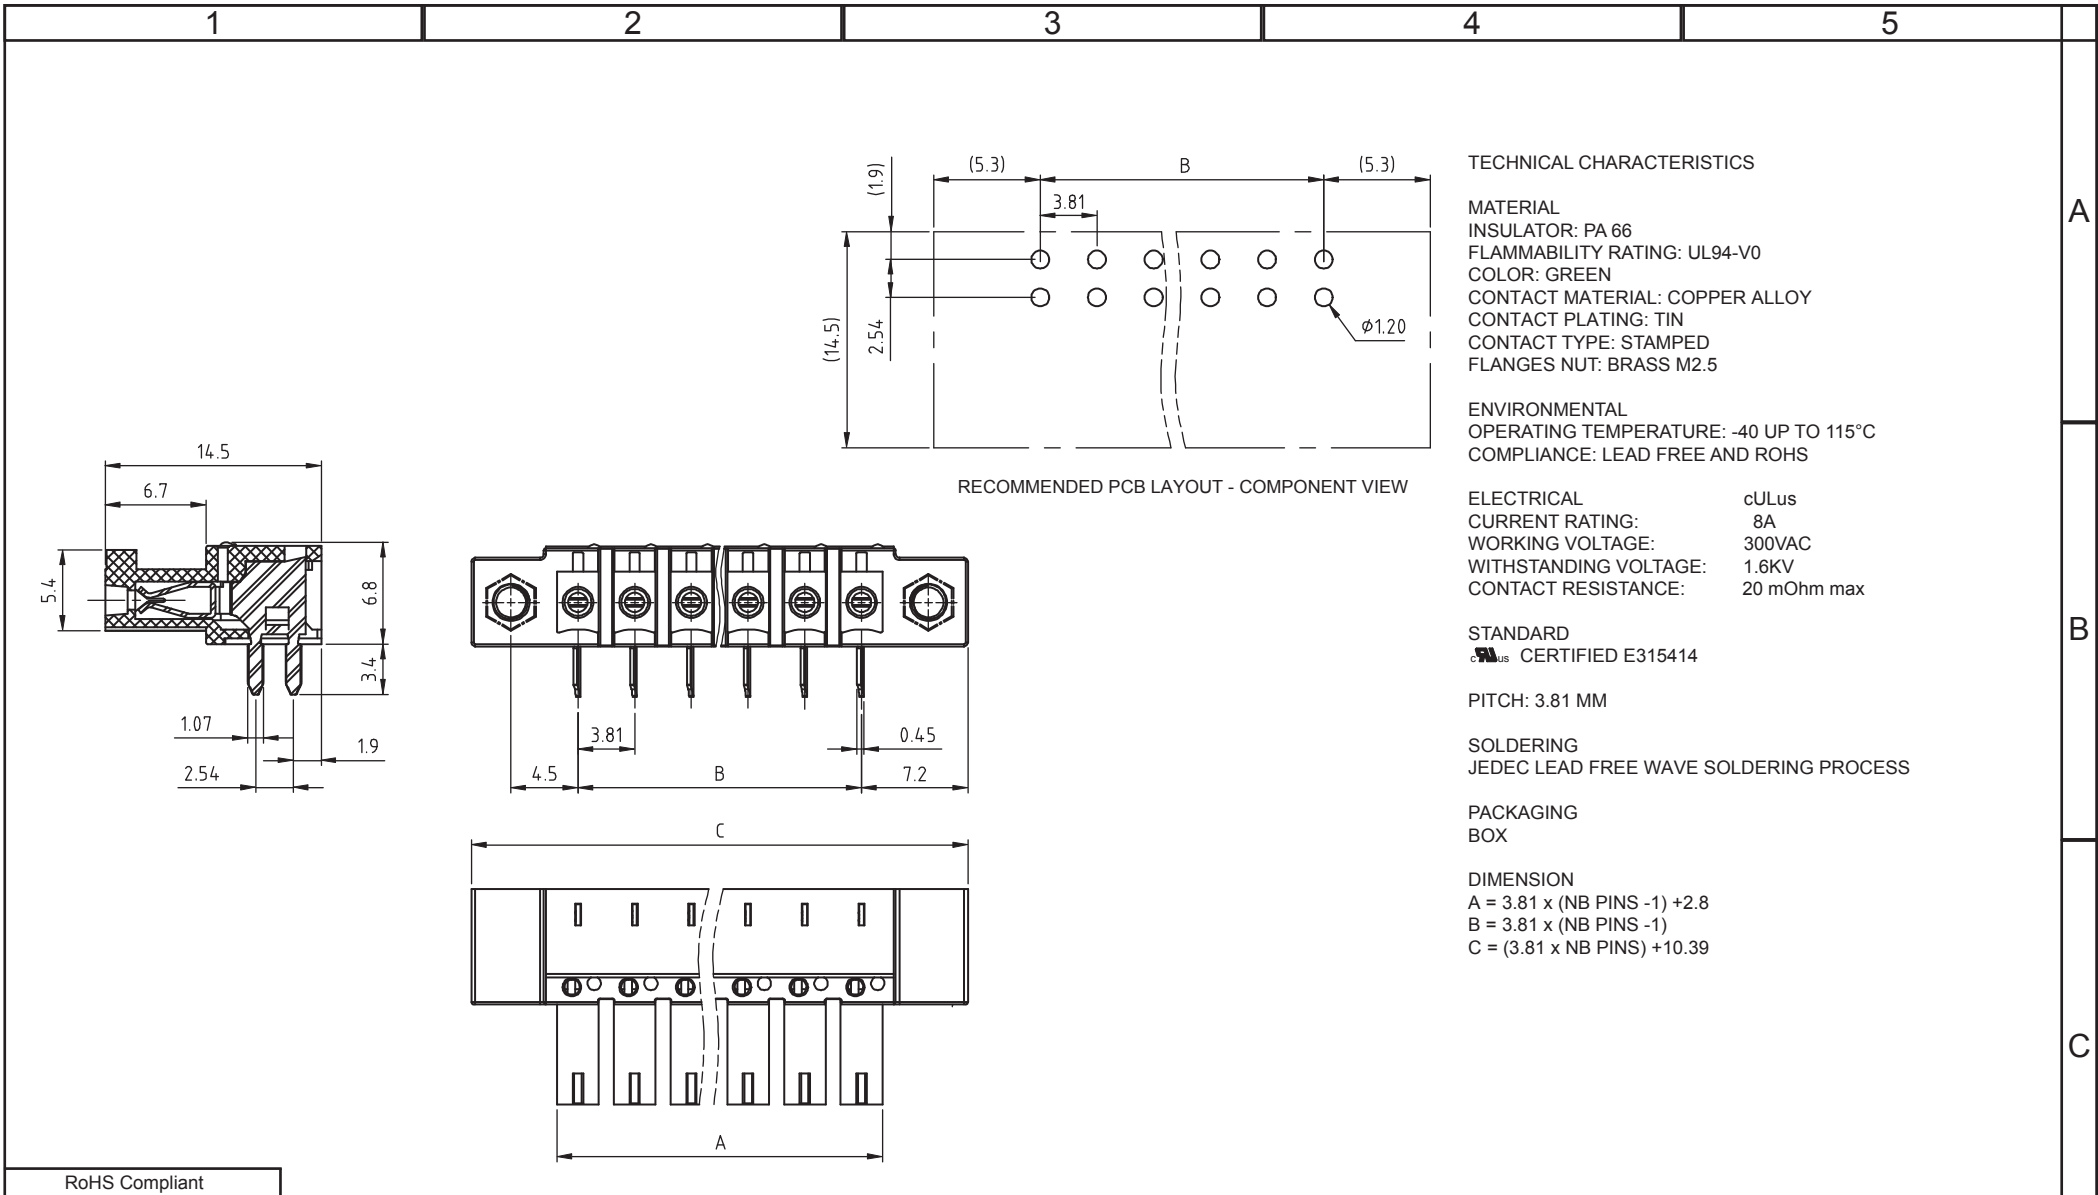 1 2 3 4 5
A
B
C
(5.3) B (5.3)
(1.9)
3.81
(14.5)
2.54
Ø1.20
RECOMMENDED PCB LAYOUT - COMPONENT VIEW
14.5
6.7
5.4
6.8
3.4
1.07
1.9
2.54
3.81
0.45
4.5 B 7.2
C
A
TECHNICAL CHARACTERISTICS
MATERIAL
INSULATOR: PA 66
FLAMMABILITY RATING: UL94-V0
COLOR: GREEN
CONTACT MATERIAL: COPPER ALLOY
CONTACT PLATING: TIN
CONTACT TYPE: STAMPED
FLANGES NUT: BRASS M2.5
ENVIRONMENTAL
OPERATING TEMPERATURE: -40 UP TO 115°C
COMPLIANCE: LEAD FREE AND ROHS
ELECTRICAL cULus
CURRENT RATING: 8A
WORKING VOLTAGE: 300VAC
WITHSTANDING VOLTAGE: 1.6KV
CONTACT RESISTANCE: 20 mOhm max
STANDARD
c RU us CERTIFIED E315414
PITCH: 3.81 MM
SOLDERING
JEDEC LEAD FREE WAVE SOLDERING PROCESS
PACKAGING
BOX
DIMENSION
A = 3.81 x (NB PINS -1) +2.8
B = 3.81 x (NB PINS -1)
C = (3.81 x NB PINS) +10.39
RoHS Compliant